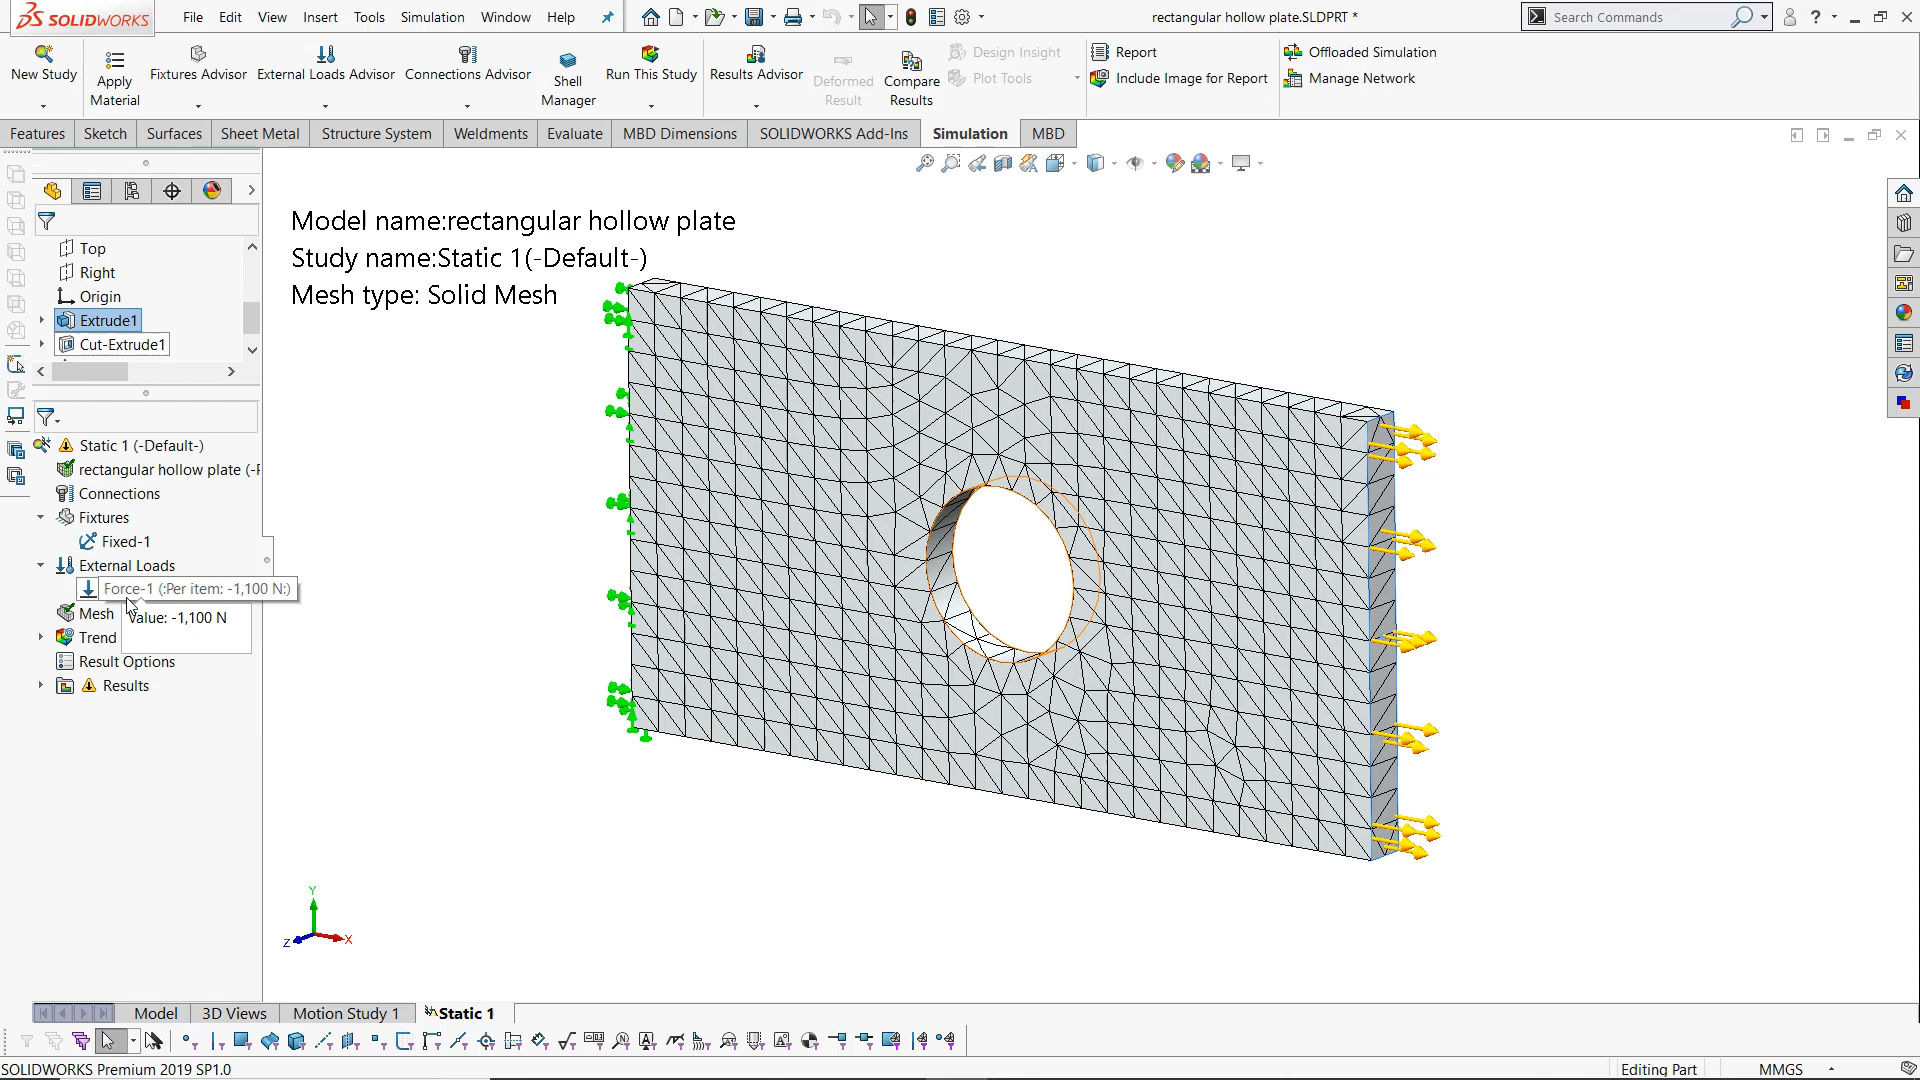 SOLIDWORKS
File Edit View Insert Tools Simulation Window Help
rectangular hollow plate.SLDPRT *
Search Commands
New Study
Apply Material
Fixtures Advisor
External Loads Advisor
Connections Advisor
Shell Manager
Run This Study
Results Advisor
Deformed Result
Compare Results
Design Insight
Plot Tools
Report
Include Image for Report
Offloaded Simulation
Manage Network
Features Sketch Surfaces Sheet Metal Structure System Weldments Evaluate MBD Dimensions SOLIDWORKS Add-Ins Simulation MBD
Top
Right
Origin
Extrude1
Cut-Extrude1
Static 1 (-Default-)
rectangular hollow plate (-
Connections
Fixtures
Fixed-1
External Loads
Force-1 (:Per item: -1,100 N:)
Value: -1,100 N
Mesh
Trend
Result Options
Results
Model name:rectangular hollow plate
Study name:Static 1(-Default-)
Mesh type: Solid Mesh
Y
Z
X
Model 3D Views Motion Study 1 Static 1
SOLIDWORKS Premium 2019 SP1.0
Editing Part
MMGS